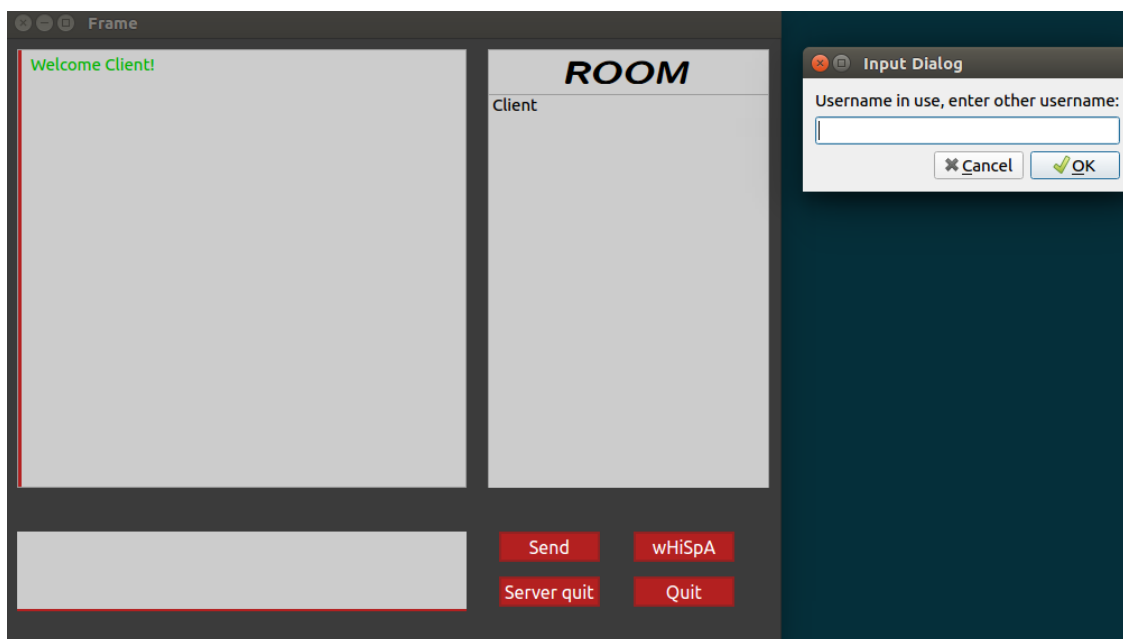 Frame
Welcome Client!
ROOM
Client
Send
wHiSpA
Server quit
Quit
Input Dialog
Username in use, enter other username:
Cancel
OK